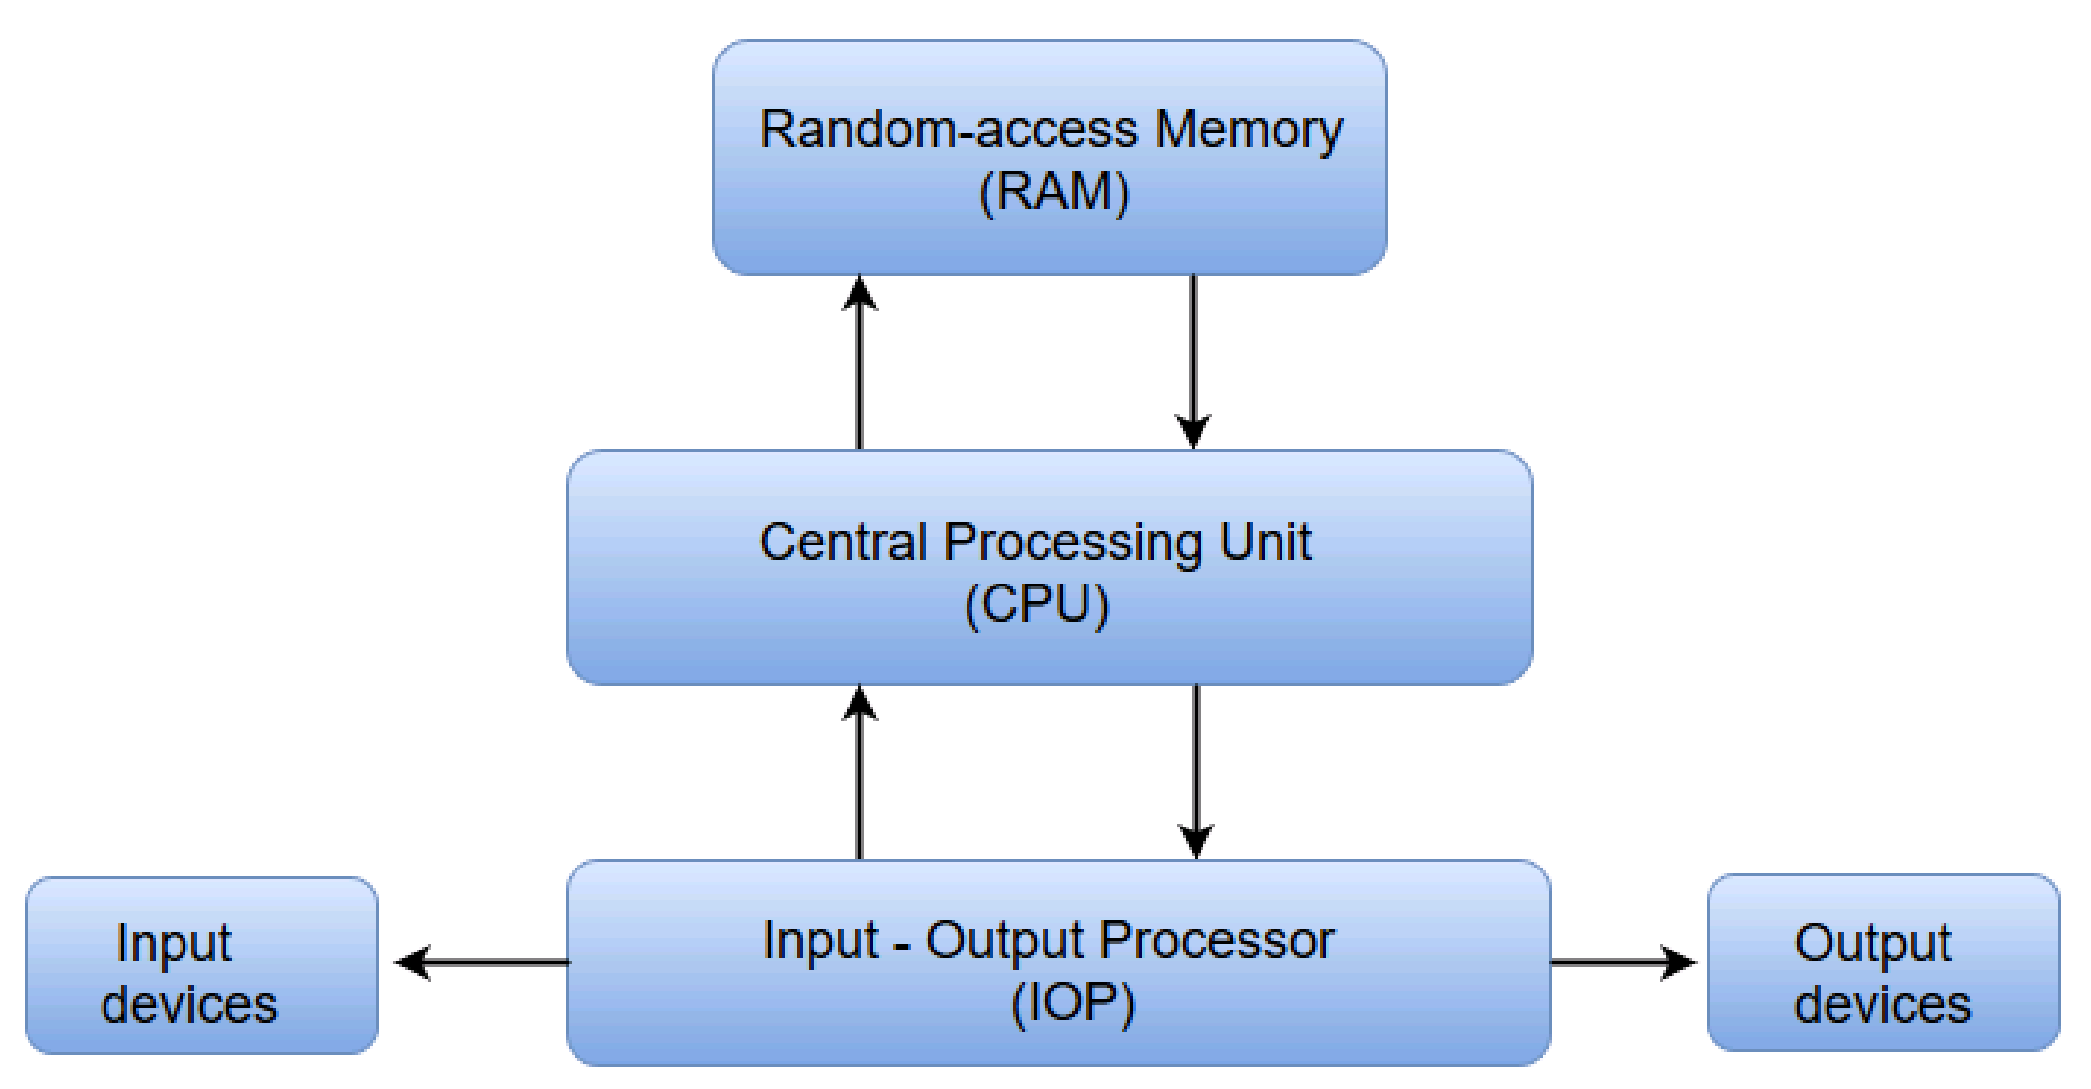 Random-access Memory
(RAM)
Central Processing Unit
(CPU)
Input - Output Processor
(IOP)
Input
devices
Output
devices